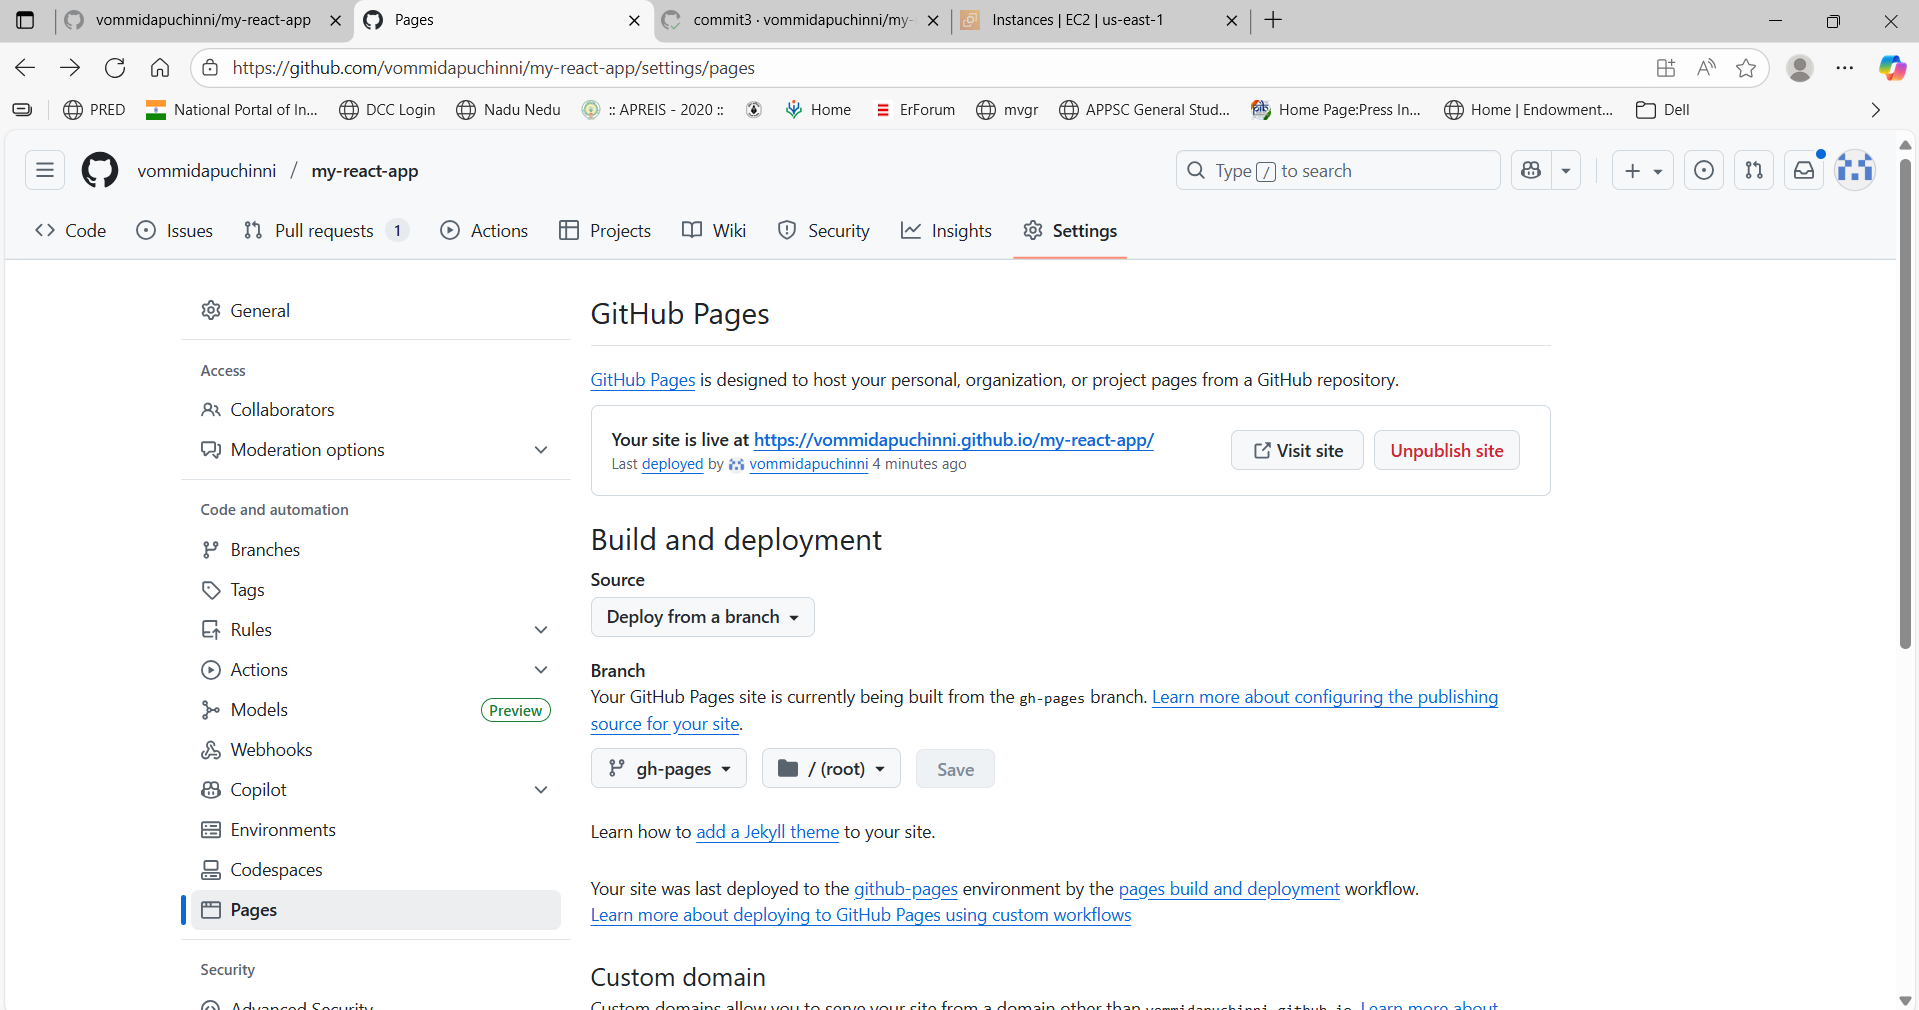 vommidapuchinni/my-react-app
Pages
commit3 · vommidapuchinni/my-
Instances | EC2 | us-east-1
https://github.com/vommidapuchinni/my-react-app/settings/pages
PRED
National Portal of In...
DCC Login
Nadu Nedu
:: APREIS - 2020 ::
Home
ErForum
mvgr
APPSC General Stud...
Home Page:Press In...
Home | Endowment...
Dell
vommidapuchinni / my-react-app
Type / to search
Code
Issues
Pull requests 1
Actions
Projects
Wiki
Security
Insights
Settings
General
Access
Collaborators
Moderation options
Code and automation
Branches
Tags
Rules
Actions
Models Preview
Webhooks
Copilot
Environments
Codespaces
Pages
Security
Advanced Security
GitHub Pages
GitHub Pages is designed to host your personal, organization, or project pages from a GitHub repository.
Your site is live at https://vommidapuchinni.github.io/my-react-app/
Last deployed by vommidapuchinni 4 minutes ago
Visit site
Unpublish site
Build and deployment
Source
Deploy from a branch
Branch
Your GitHub Pages site is currently being built from the gh-pages branch. Learn more about configuring the publishing
source for your site.
gh-pages
/ (root)
Save
Learn how to add a Jekyll theme to your site.
Your site was last deployed to the github-pages environment by the pages build and deployment workflow.
Learn more about deploying to GitHub Pages using custom workflows
Custom domain
Custom domains allow you to serve your site from a domain other than vommidapuchinni.github.io. Learn more about